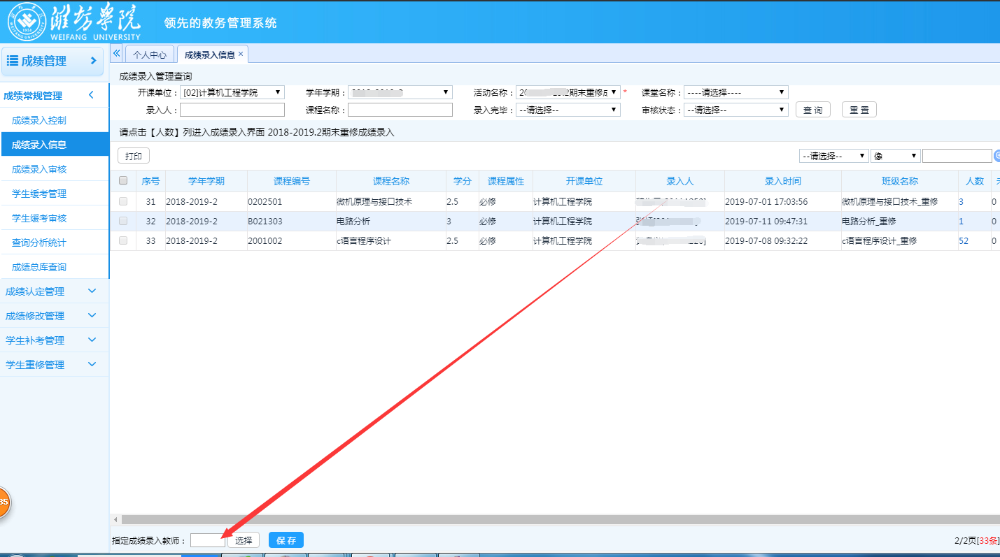 潍坊学院
WEIFANG UNIVERSITY
领先的教务管理系统
成绩管理
个人中心
成绩录入信息 ×
成绩录入管理查询
开课单位： [02]计算机工程学院 学年学期： 活动名称： 期末重修成 * 课堂名称： ----请选择----
录入人： 课程名称： 录入完毕： --请选择-- 审核状态： --请选择-- 查 询 重 置
请点击【人数】列进入成绩录入界面 2018-2019.2期末重修成绩录入
打印 --请选择-- 像
序号 学年学期 课程编号 课程名称 学分 课程属性 开课单位 录入人 录入时间 班级名称 人数
31 2018-2019-2 0202501 微机原理与接口技术 2.5 必修 计算机工程学院 2019-07-01 17:03:56 微机原理与接口技术_重修 3 0
32 2018-2019-2 B021303 电路分析 3 必修 计算机工程学院 2019-07-11 09:47:31 电路分析_重修 1 0
33 2018-2019-2 2001002 c语言程序设计 2.5 必修 计算机工程学院 2019-07-08 09:32:22 c语言程序设计_重修 52 0
成绩常规管理
成绩录入控制
成绩录入信息
成绩录入审核
学生缓考管理
学生缓考审核
查询分析统计
成绩总库查询
成绩认定管理
成绩修改管理
学生补考管理
学生重修管理
35
指定成绩录入教师： 选择 保 存
2/2页[33条]